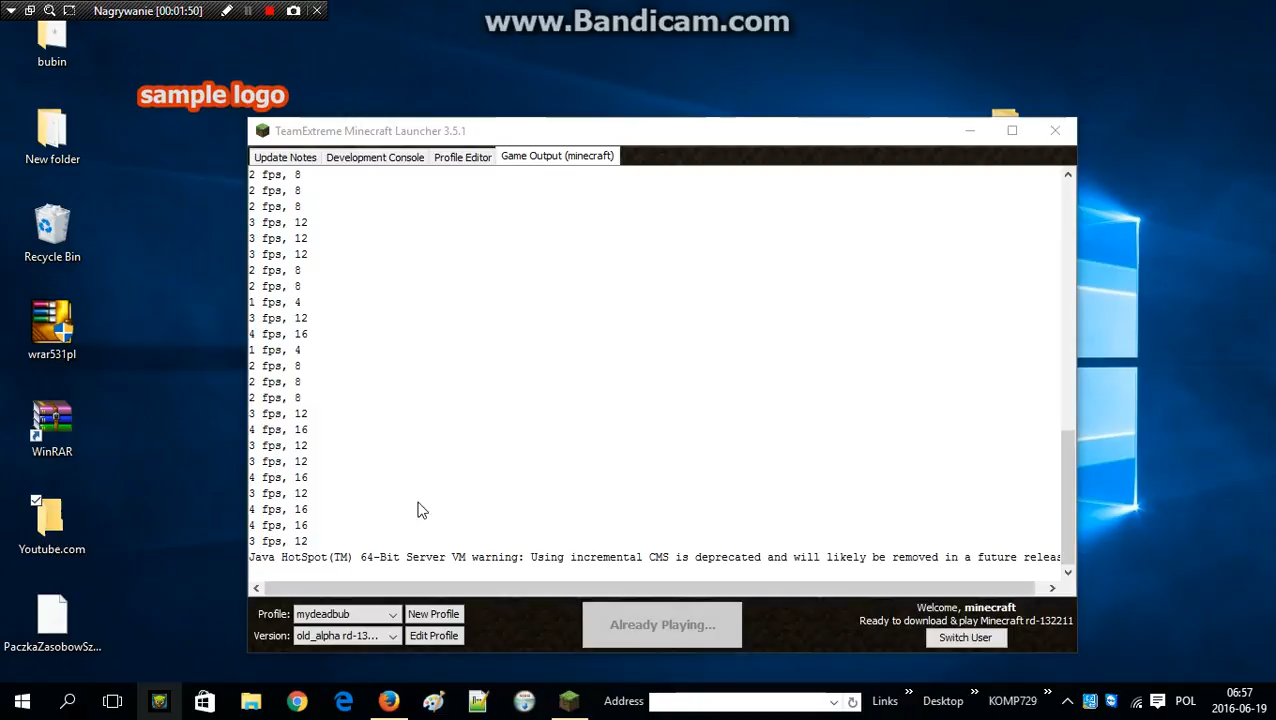 Nagrywanie [00:01:50]
www.Bandicam.com
bubin
sample logo
New folder
Recycle Bin
wrar531pl
WinRAR
Youtube.com
PaczkaZasobowSz...
TeamExtreme Minecraft Launcher 3.5.1
Update Notes
Development Console
Profile Editor
Game Output (minecraft)
2 fps, 8
2 fps, 8
2 fps, 8
3 fps, 12
3 fps, 12
3 fps, 12
2 fps, 8
2 fps, 8
1 fps, 4
3 fps, 12
4 fps, 16
1 fps, 4
2 fps, 8
2 fps, 8
2 fps, 8
3 fps, 12
4 fps, 16
3 fps, 12
3 fps, 12
4 fps, 16
3 fps, 12
4 fps, 16
4 fps, 16
3 fps, 12
Java HotSpot(TM) 64-Bit Server VM warning: Using incremental CMS is deprecated and will likely be removed in a future releas
Profile: mydeadbub
New Profile
Version: old_alpha rd-13...
Edit Profile
Already Playing...
Welcome, minecraft
Ready to download & play Minecraft rd-132211
Switch User
Address
Links
Desktop
KOMP729
POL
06:57
2016-06-19